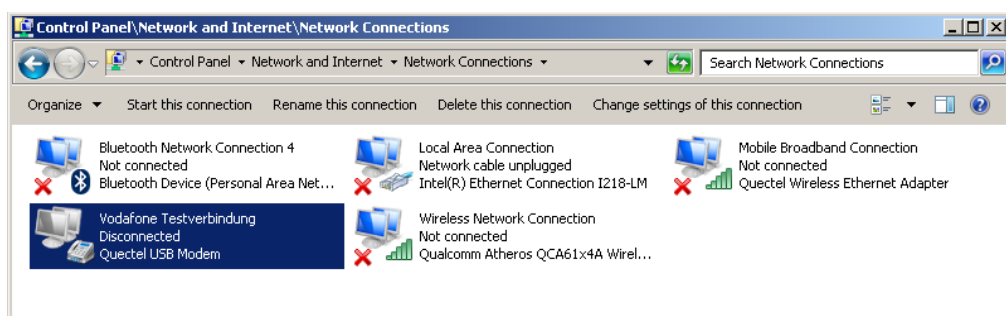 Control Panel\Network and Internet\Network Connections
Control Panel Network and Internet Network Connections Search Network Connections
Organize Start this connection Rename this connection Delete this connection Change settings of this connection
Bluetooth Network Connection 4
Not connected
Bluetooth Device (Personal Area Net...
Local Area Connection
Network cable unplugged
Intel(R) Ethernet Connection I218-LM
Mobile Broadband Connection
Not connected
Quectel Wireless Ethernet Adapter
Vodafone Testverbindung
Disconnected
Quectel USB Modem
Wireless Network Connection
Not connected
Qualcomm Atheros QCA61x4A Wirel...